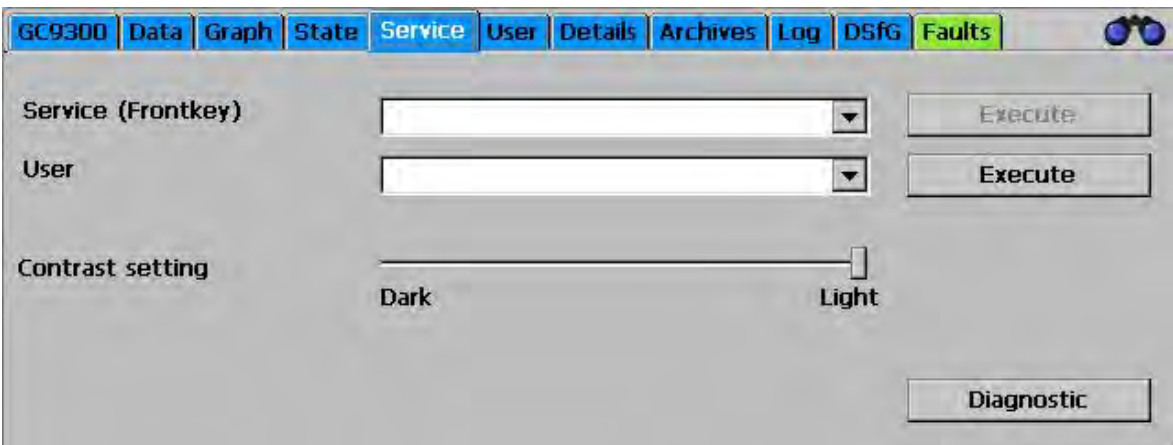 GC9300 Data Graph State Service User Details Archives Log DSfG Faults
Service (Frontkey) Execute
User Execute
Contrast setting
Dark Light
Diagnostic